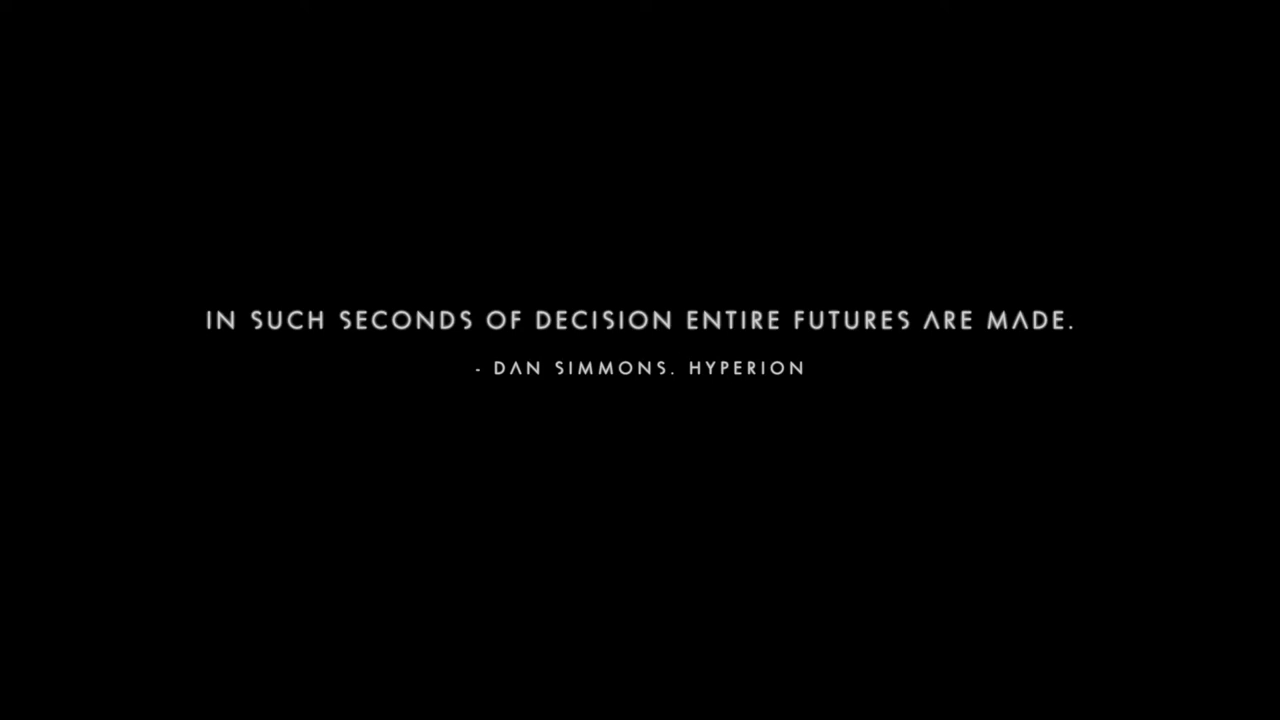 IN SUCH SECONDS OF DECISION ENTIRE FUTURES ARE MADE.
- DAN SIMMONS. HYPERION